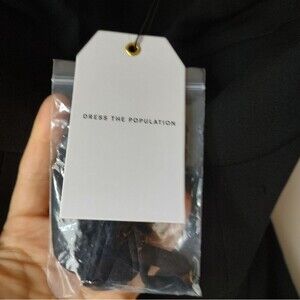 DRESS THE POPULATION